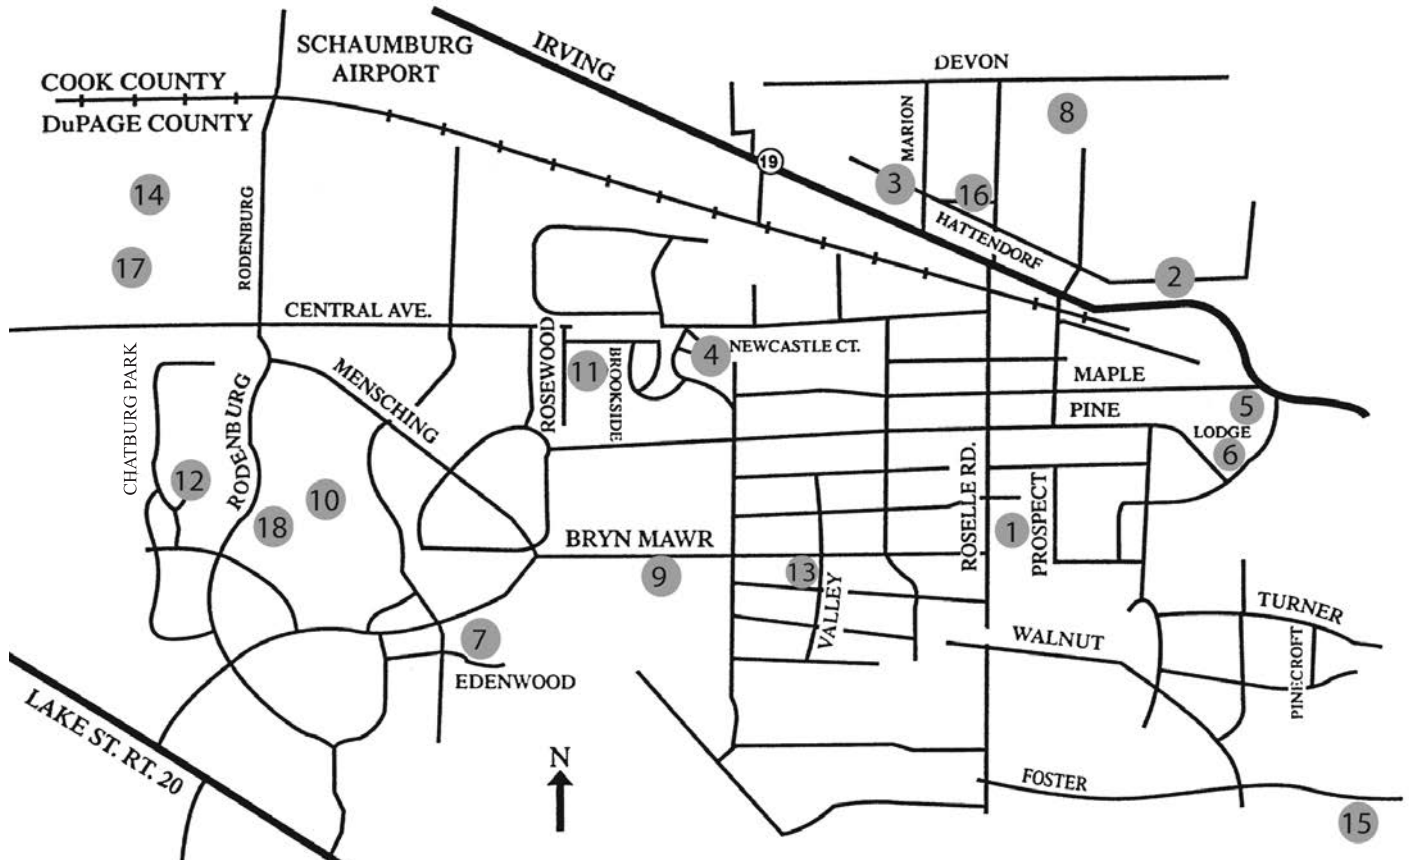 SCHAUMBURG
AIRPORT
IRVING
DEVON
COOK COUNTY
DuPAGE COUNTY
MARION
8
19
3
14
16
RODENBURG
HATTENDORF
17
2
CENTRAL AVE.
NEWCASTLE CT.
4
ROSEWOOD
11
BROOKSIDE
CHATBURG PARK
MENSCHING
RODENBURG
MAPLE
PINE
5
LODGE
6
12
10
18
ROSELLE RD.
PROSPECT
1
BRYN MAWR
9
13
VALLEY
TURNER
WALNUT
PINECROFT
7
EDENWOOD
LAKE ST. RT. 20
N
FOSTER
15